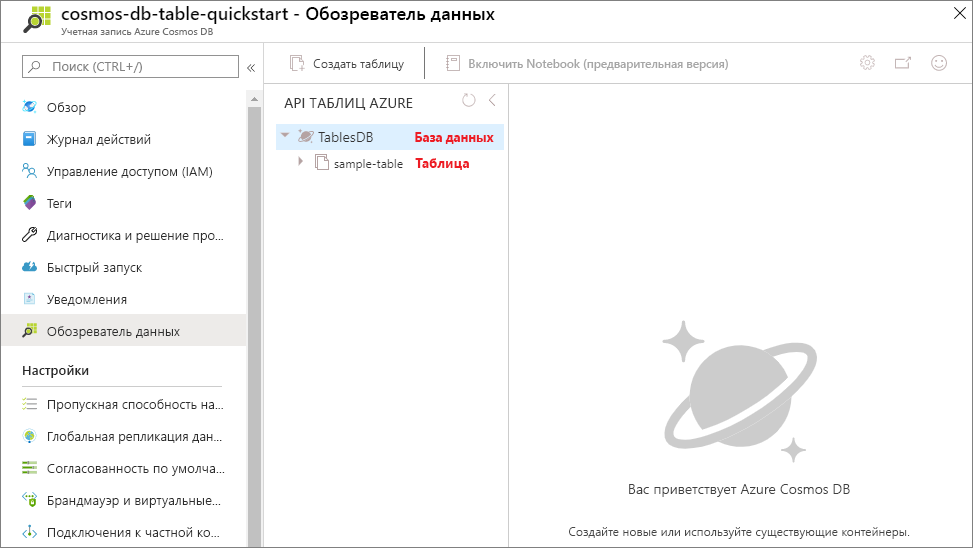 cosmos-db-table-quickstart - Обозреватель данных
Учетная запись Azure Cosmos DB
Поиск (CTRL+/)
«
Обзор
Журнал действий
Управление доступом (IAM)
Теги
Диагностика и решение про...
Быстрый запуск
Уведомления
Обозреватель данных
Настройки
Пропускная способность на...
Глобальная репликация дан...
Согласованность по умолча...
Брандмауэр и виртуальные...
Подключения к частной ко...
Создать таблицу
Включить Notebook (предварительная версия)
API ТАБЛИЦ AZURE
TablesDB База данных
sample-table Таблица
Вас приветствует Azure Cosmos DB
Создайте новые или используйте существующие контейнеры.